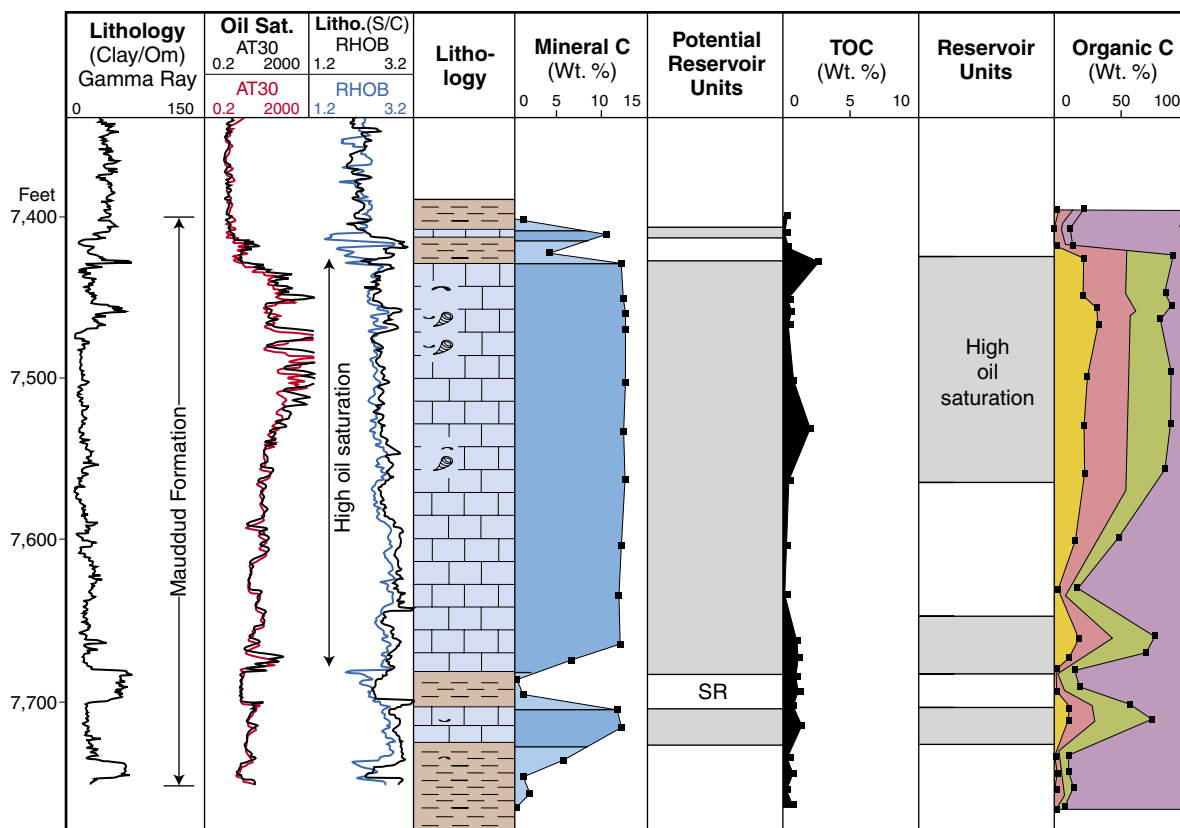 Lithology
(Clay/Om)
Gamma Ray
0 150
Oil Sat.
AT30
0.2 2000
AT30
0.2 2000
Litho.(S/C)
RHOB
1.2 3.2
RHOB
1.2 3.2
Litho-
logy
Mineral C
(Wt. %)
0 5 10 15
Potential
Reservoir
Units
TOC
(Wt. %)
0 5 10
Reservoir
Units
Organic C
(Wt. %)
0 50 100
Feet
7,400
7,500
7,600
7,700
Mauddud Formation
High oil saturation
SR
High
oil
saturation